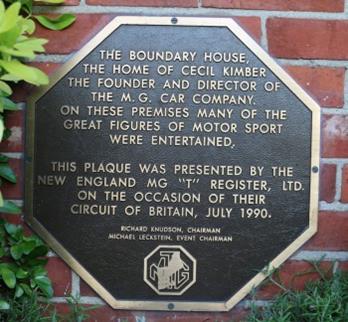 THE BOUNDARY HOUSE,
THE HOME OF CECIL KIMBER
THE FOUNDER AND DIRECTOR OF
THE M.G. CAR COMPANY.
ON THESE PREMISES MANY OF THE
GREAT FIGURES OF MOTOR SPORT
WERE ENTERTAINED.
THIS PLAQUE WAS PRESENTED BY THE
NEW ENGLAND MG "T" REGISTER, LTD.
ON THE OCCASION OF THEIR
CIRCUIT OF BRITAIN, JULY 1990.
RICHARD KNUDSON, CHAIRMAN
MICHAEL LECKSTEIN, EVENT CHAIRMAN